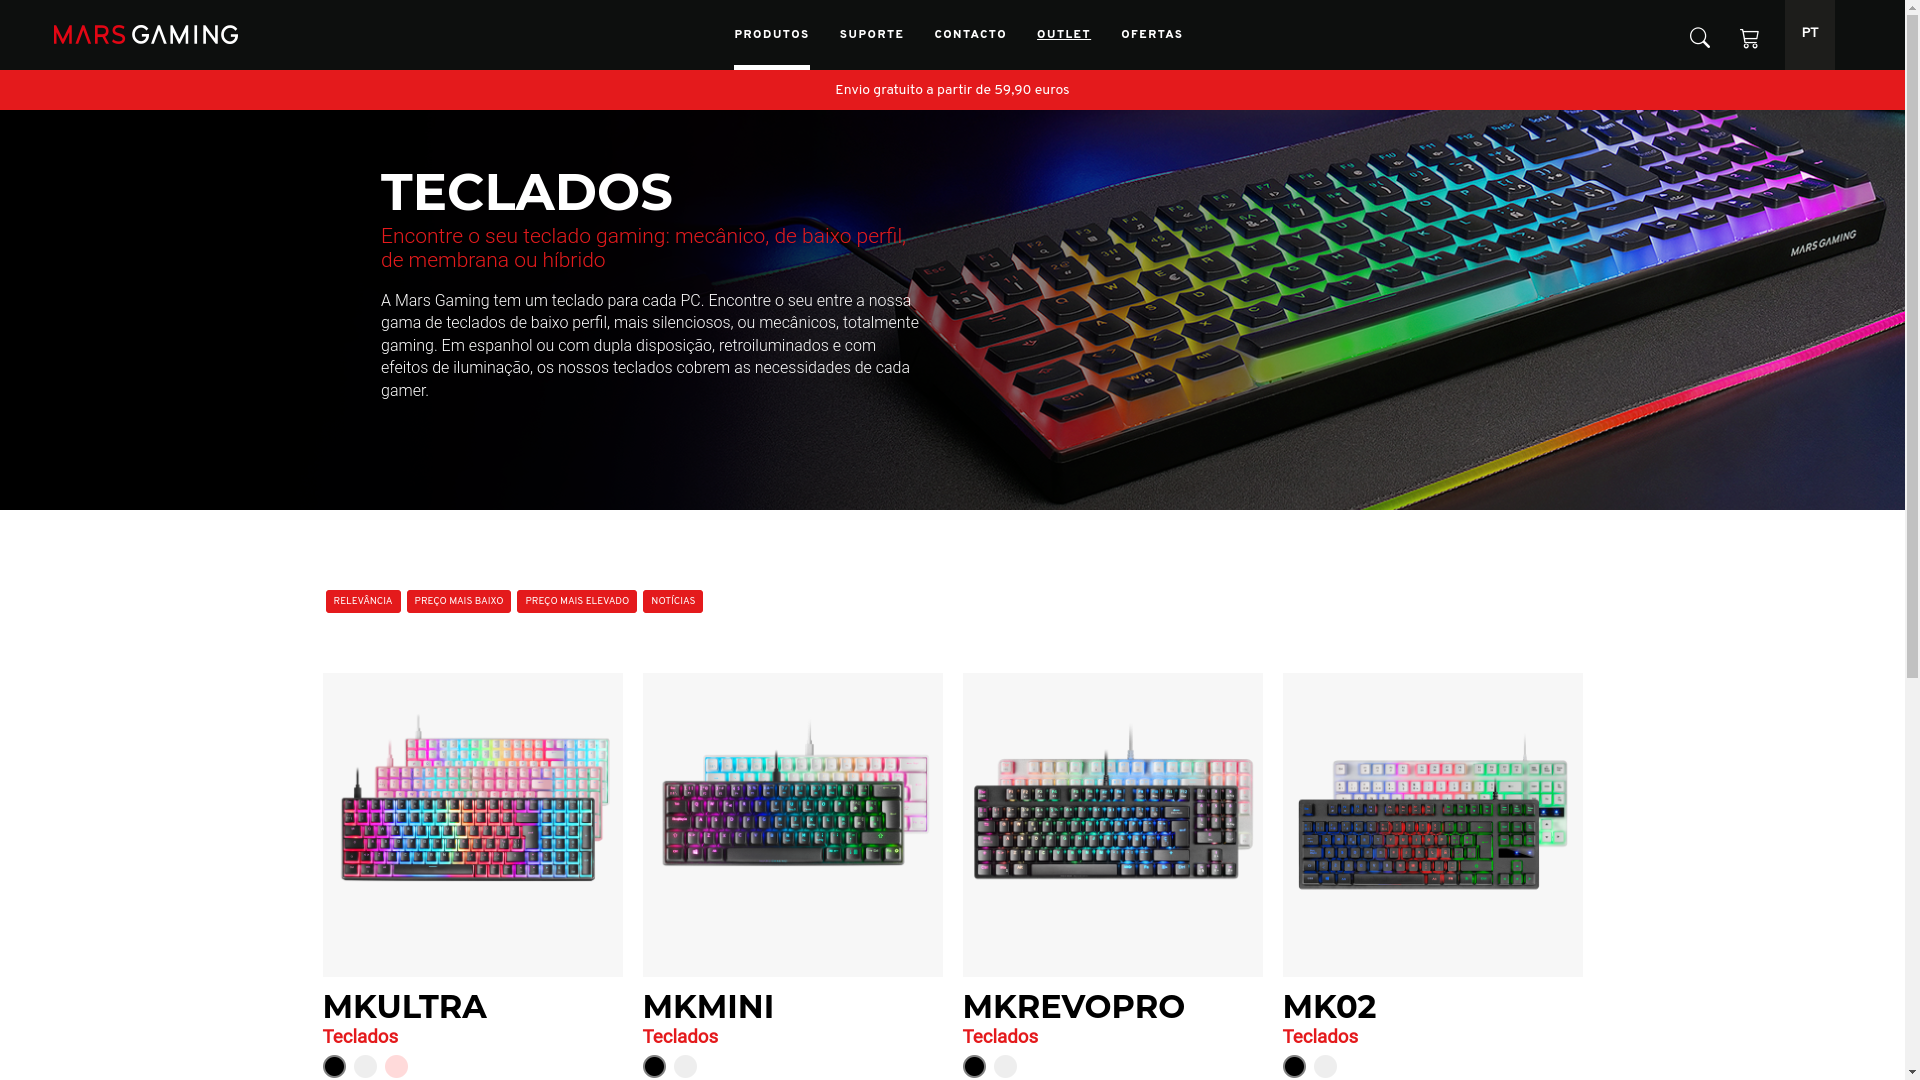 MARS GAMING
PRODUTOS
SUPORTE
CONTACTO
OUTLET
OFERTAS
PT
Envio gratuito a partir de 59,90 euros
TECLADOS
Encontre o seu teclado gaming: mecânico, de baixo perfil,
de membrana ou híbrido
A Mars Gaming tem um teclado para cada PC. Encontre o seu entre a nossa
gama de teclados de baixo perfil, mais silenciosos, ou mecânicos, totalmente
gaming. Em espanhol ou com dupla disposição, retroiluminados e com
efeitos de iluminação, os nossos teclados cobrem as necessidades de cada
gamer.
MARS GAMING
RELEVÂNCIA
PREÇO MAIS BAIXO
PREÇO MAIS ELEVADO
NOTÍCIAS
MKULTRA
Teclados
MKMINI
Teclados
MKREVOPRO
Teclados
MK02
Teclados